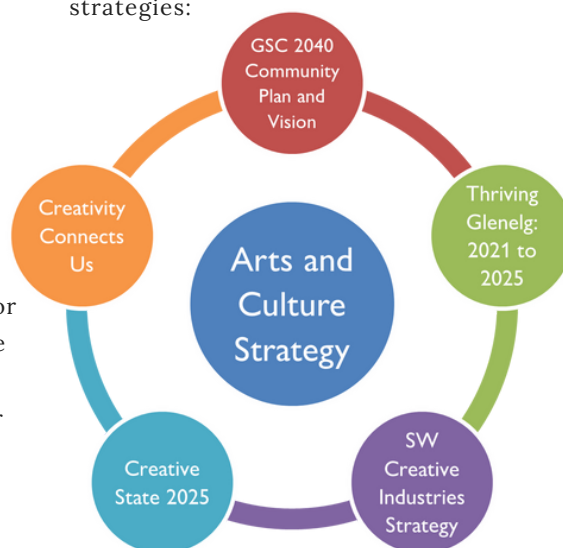 strategies:
GSC 2040
Community
Plan and
Vision
Thriving
Glenelg:
2021 to
2025
SW
Creative
Industries
Strategy
Creative
State 2025
Creativity
Connects
Us
Arts and
Culture
Strategy